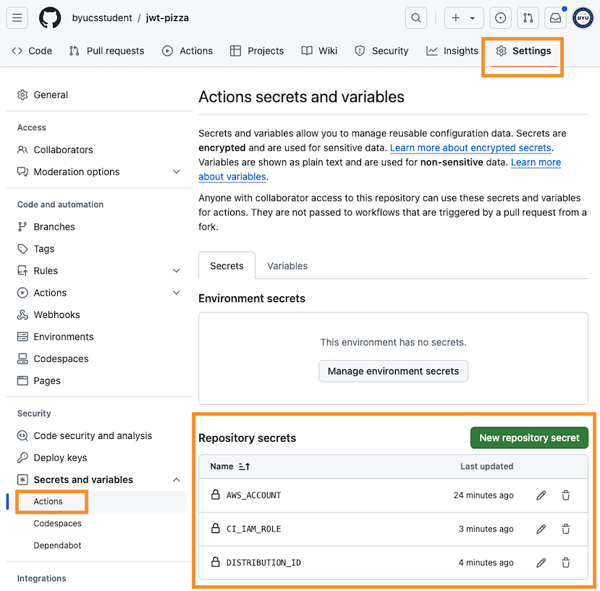 byucsstudent / jwt-pizza
Code Pull requests Actions Projects Wiki Security Insights Settings
General
Access
Collaborators
Moderation options
Code and automation
Branches
Tags
Rules
Actions
Webhooks
Environments
Codespaces
Pages
Security
Code security and analysis
Deploy keys
Secrets and variables
Actions
Codespaces
Dependabot
Integrations
Actions secrets and variables
Secrets and variables allow you to manage reusable configuration data. Secrets are
encrypted and are used for sensitive data. Learn more about encrypted secrets.
Variables are shown as plain text and are used for non-sensitive data. Learn more
about variables.
Anyone with collaborator access to this repository can use these secrets and variables
for actions. They are not passed to workflows that are triggered by a pull request from a
fork.
Secrets Variables
Environment secrets
This environment has no secrets.
Manage environment secrets
Repository secrets New repository secret
Name Last updated
AWS_ACCOUNT 24 minutes ago
CI_IAM_ROLE 3 minutes ago
DISTRIBUTION_ID 4 minutes ago